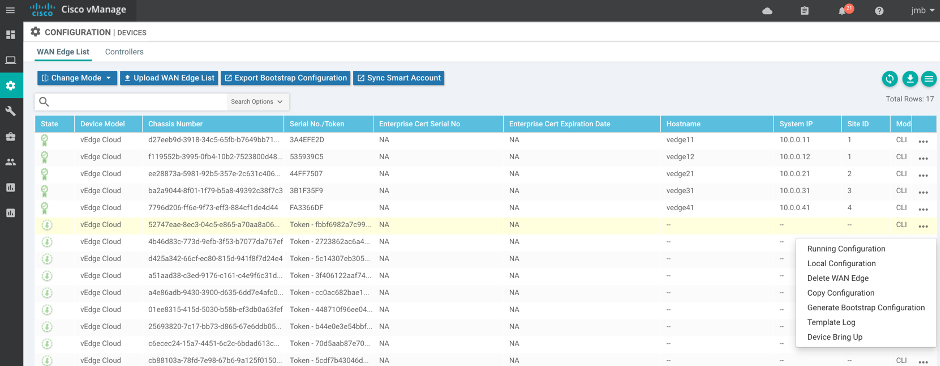 CISCO Cisco vManage 21 jmb
CONFIGURATION | DEVICES
WAN Edge List Controllers
Change Mode Upload WAN Edge List Export Bootstrap Configuration Sync Smart Account
Search Options Total Rows: 17
State Device Model Chassis Number Serial No./Token Enterprise Cert Serial No Enterprise Cert Expiration Date Hostname System IP Site ID Mod
vEdge Cloud d27eeb9d-3918-34c5-65fb-b7649bb71... 3A4EFE2D NA NA vedge11 10.0.0.11 1 CLI ...
vEdge Cloud f119552b-3995-0fb4-10b2-7523800d48... 535939C5 NA NA vedge12 10.0.0.12 1 CLI ...
vEdge Cloud ee28873a-5981-92b5-357e-2c631c406... 44FF7507 NA NA vedge21 10.0.0.21 2 CLI ...
vEdge Cloud ba2a9044-8f01-1f79-b5a8-49392c38f7c3 3B1F35F9 NA NA vedge31 10.0.0.31 3 CLI ...
vEdge Cloud 7796d206-ff6e-9f73-eff3-884cf1de4d44 FA3366DF NA NA vedge41 10.0.0.41 4 CLI ...
vEdge Cloud 52747eae-8ec3-04c5-e865-a70aa8a06... Token - fbbf6982a7c99... NA NA -- -- -- CLI ...
vEdge Cloud 4b46d83c-773d-9efb-3f53-b7077da767ef Token - 2723862ac6a4... NA NA -- --
vEdge Cloud d425a342-66cf-ec80-815d-941f8f7d24e4 Token - 5c14307cb305... NA NA --
vEdge Cloud a51aad38-c3ed-9176-c161-c4e9f6c31d... Token - 3f406122aaf74... NA NA --
vEdge Cloud a4e86adb-9430-3900-d635-6dd7e4afc0... Token - cc0ac682bae1... NA NA --
vEdge Cloud 01ee8315-415d-5030-b58b-ef3db0a63fef Token - 448710f96ee04... NA NA --
vEdge Cloud 25693820-7c17-bb73-d865-67e6ddb05... Token - b44e0e3e54bbf... NA NA --
vEdge Cloud c6ecec24-15a7-4451-6c2c-6bdad613c... Token - 70d5aab87e70... NA NA --
vEdge Cloud cb88103a-78fd-7e98-67b6-9a125f0150... Token - 5cdf7b43046d... NA NA -- -- -- CLI ...
Running Configuration
Local Configuration
Delete WAN Edge
Copy Configuration
Generate Bootstrap Configuration
Template Log
Device Bring Up